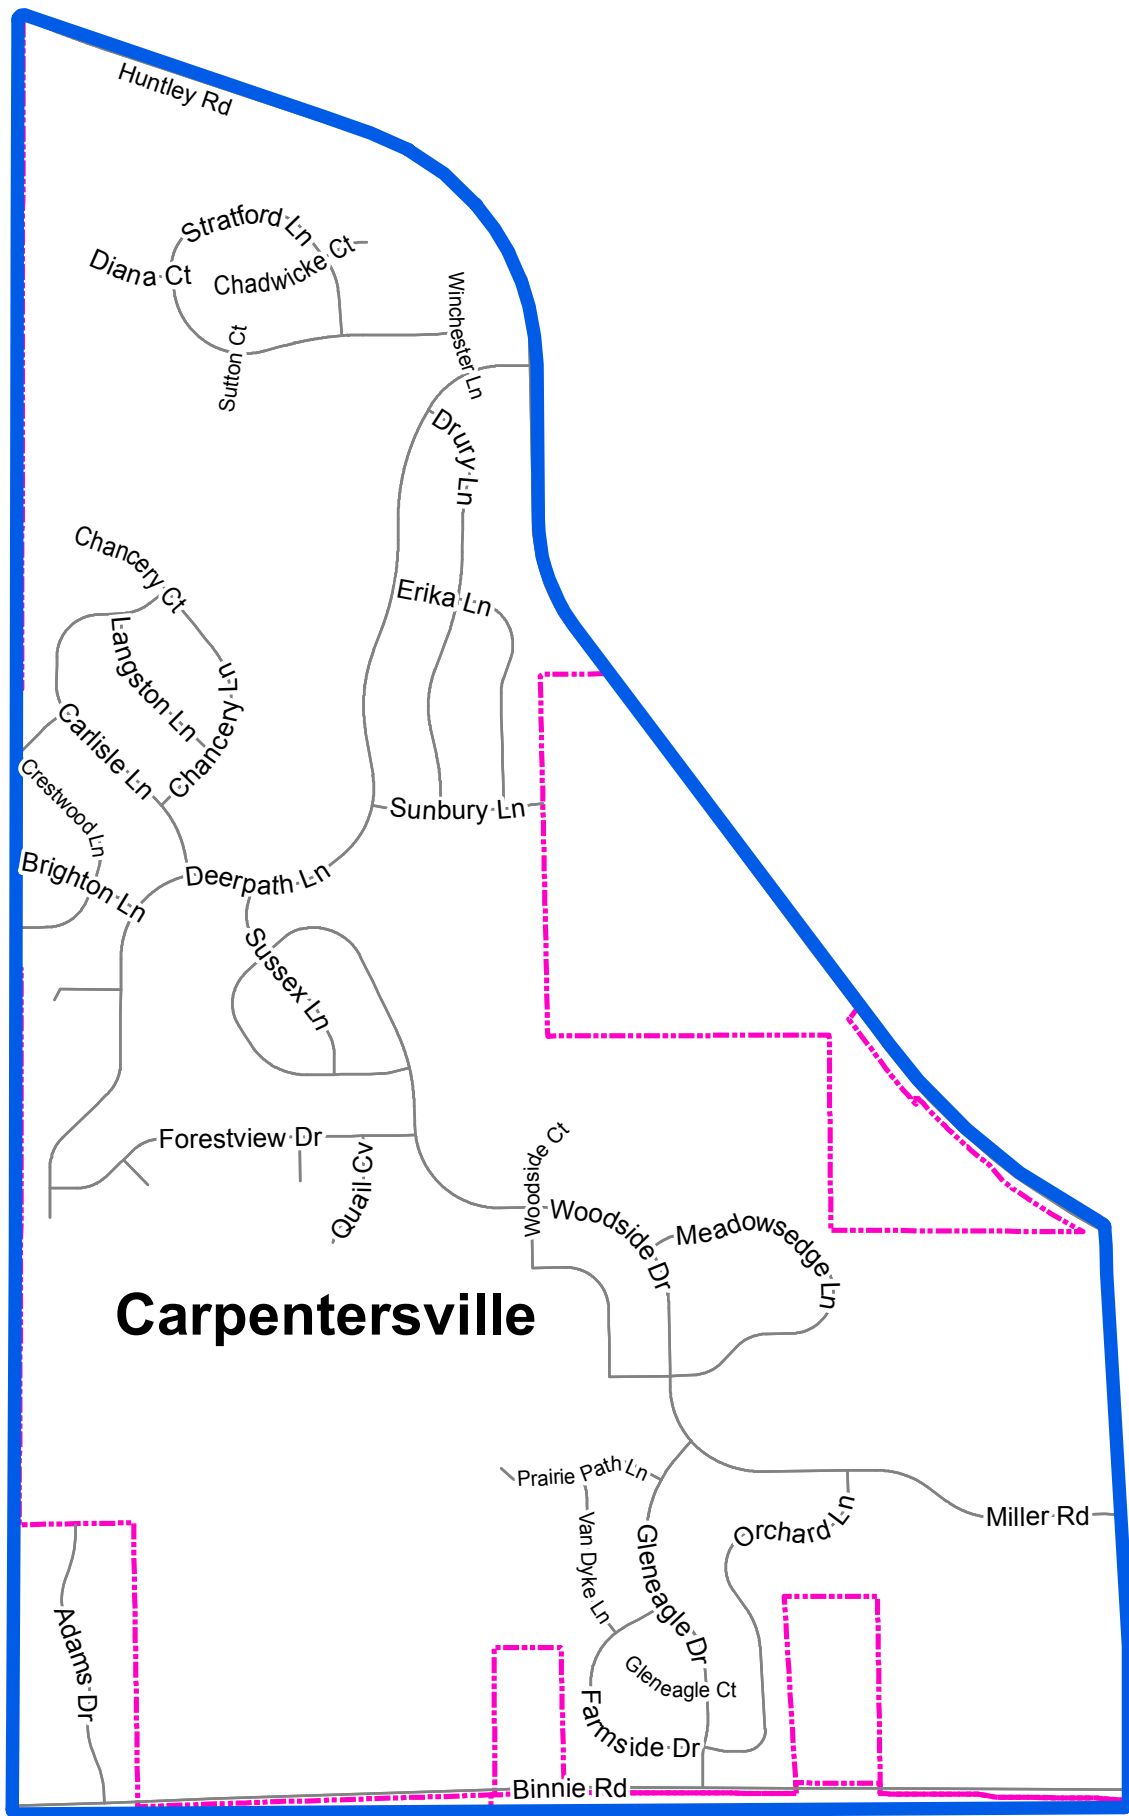 Huntley Rd
Stratford Ln
Diana Ct
Chadwicke Ct
Winchester Ln
Sutton Ct
Drury Ln
Chancery Ct
Erika Ln
Langston Ln
Chancery Ln
Carlisle Ln
Crestwood Ln
Sunbury Ln
Brighton Ln
Deerpath Ln
Sussex Ln
Forestview Dr
Quail Cv
Woodside Ct
Woodside Dr
Meadowsedge Ln
Carpentersville
Prairie Path Ln
Van Dyke Ln
Gleneagle Dr
Orchard Ln
Miller Rd
Adams Dr
Gleneagle Ct
Farmside Dr
Binnie Rd